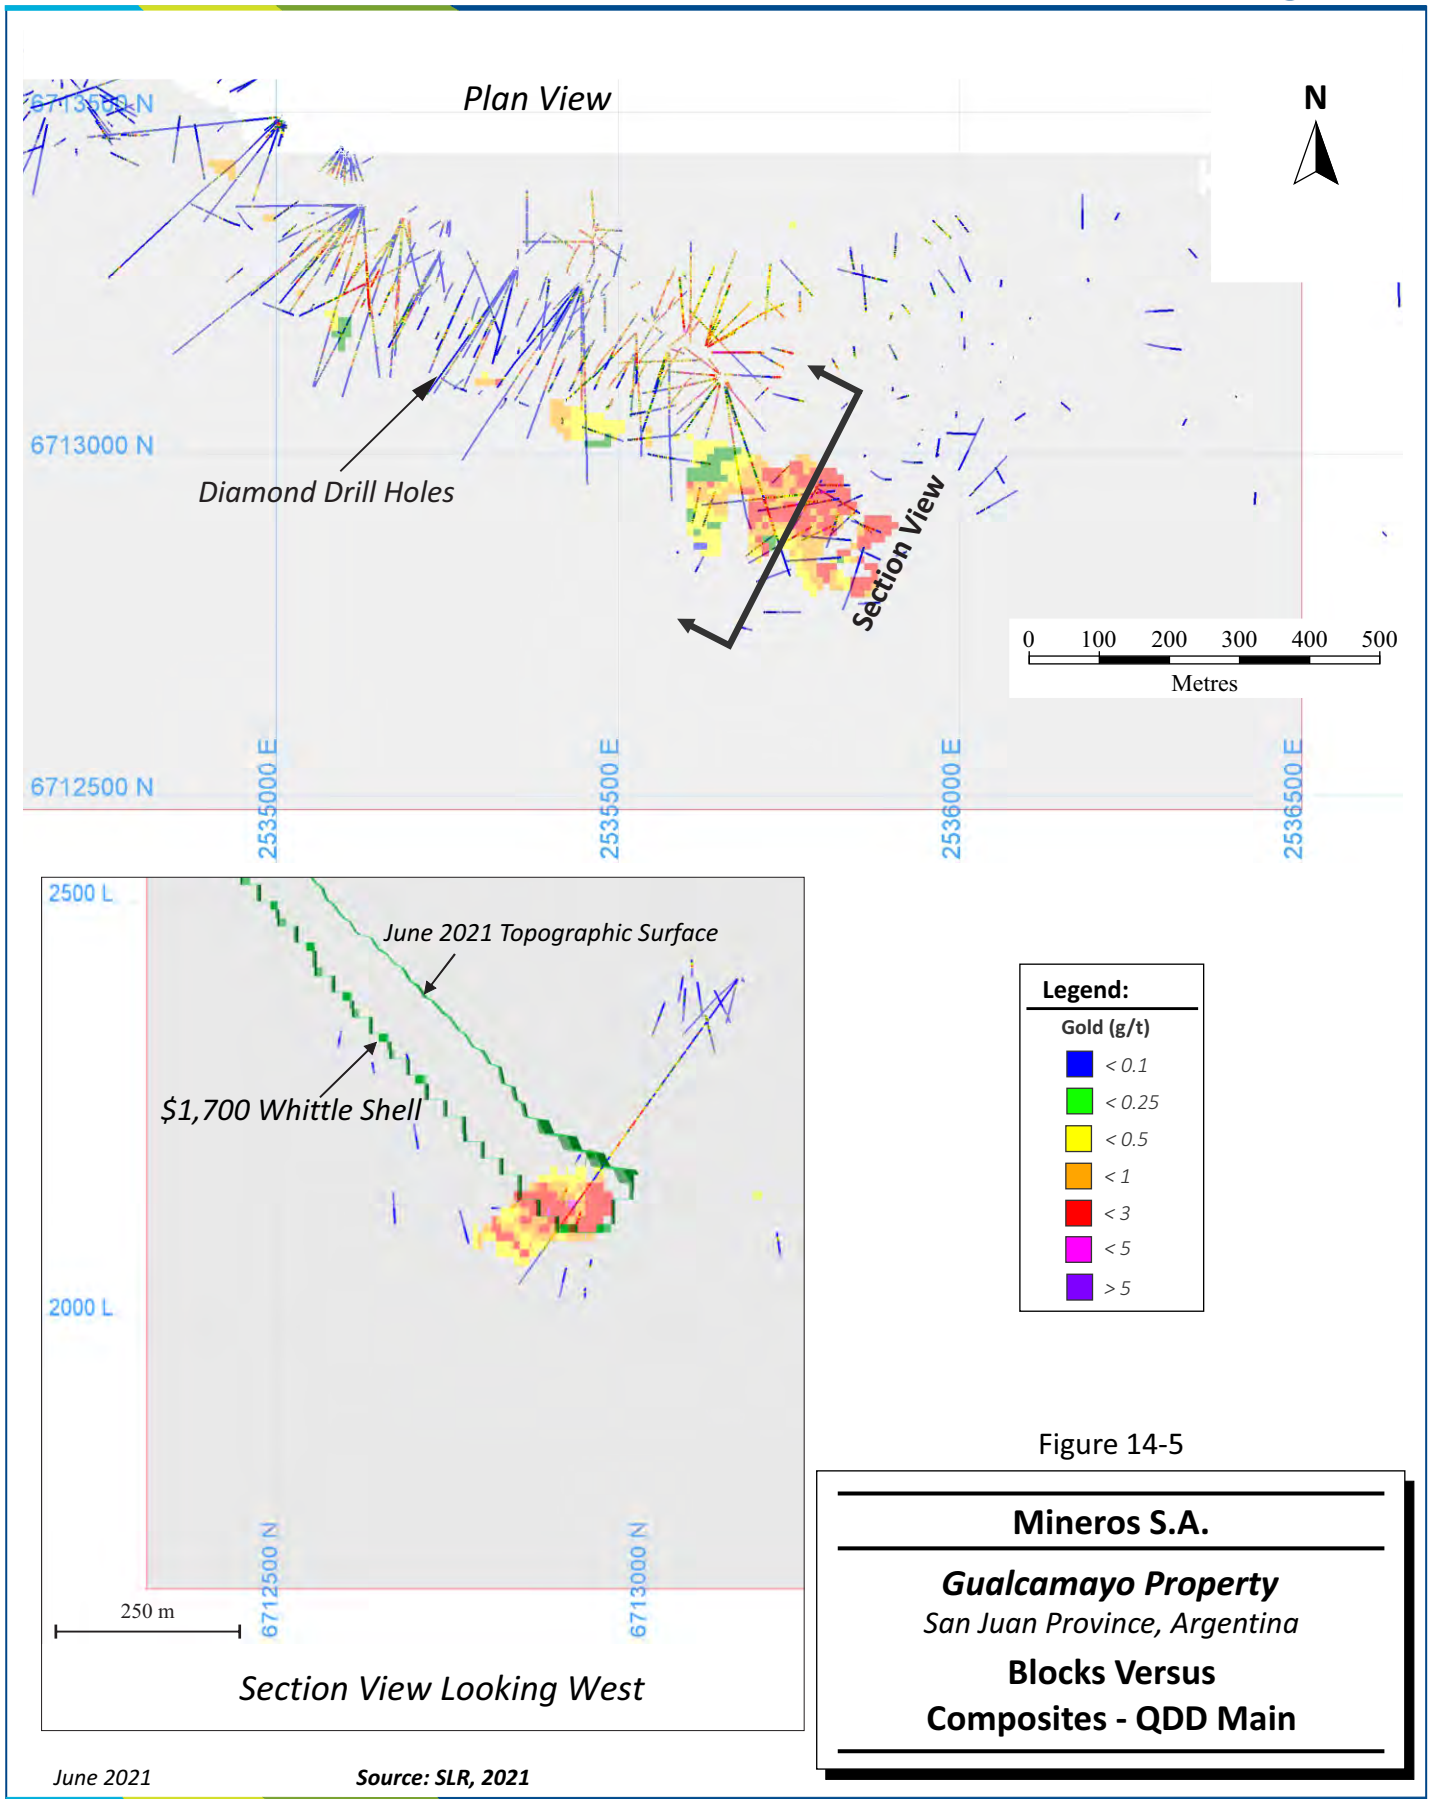 Plan View
N
6713500 N
6713000 N
Diamond Drill Holes
Section View
0 100 200 300 400 500
Metres
6712500 N
2535000 E
2535500 E
2536000 E
2536500 E
2500 L
June 2021 Topographic Surface
$1,700 Whittle Shell
2000 L
6712500 N
6713000 N
250 m
Section View Looking West
Legend:
Gold (g/t)
< 0.1
< 0.25
< 0.5
< 1
< 3
< 5
> 5
Figure 14-5
Mineros S.A.
Gualcamayo Property
San Juan Province, Argentina
Blocks Versus
Composites - QDD Main
June 2021
Source: SLR, 2021